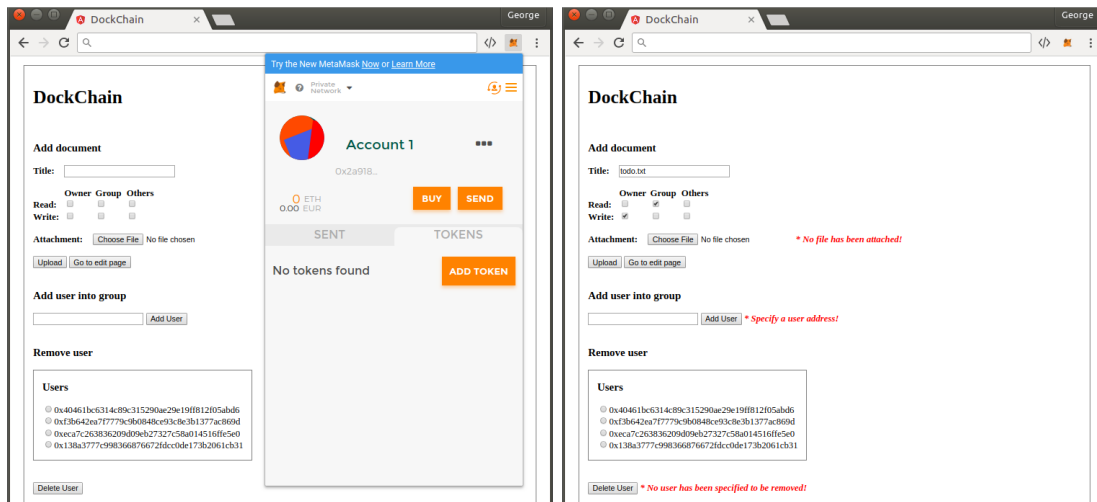 DockChain
George
Try the New MetaMask Now or Learn More
Private
Network
DockChain
Account 1
0x2a918...
0 ETH
0.00 EUR
BUY SEND
SENT TOKENS
No tokens found
ADD TOKEN
Add document
Title:
Owner Group Others
Read:
Write:
Attachment: Choose File No file chosen
Upload Go to edit page
Add user into group
Add User
Remove user
Users
0x40461bc6314c89c315290ae29e19ff812f05abd6
0xf3b642ea7f7779c9b0848ce93c8e3b1377ac869d
0xeca7c263836209d09eb27327c58a014516ffe5e0
0x138a3777c998366876672fdcc0de173b2061cb31
Delete User
DockChain
George
DockChain
Add document
Title: todo.txt
Owner Group Others
Read:
Write:
Attachment: Choose File No file chosen * No file has been attached!
Upload Go to edit page
Add user into group
Add User * Specify a user address!
Remove user
Users
0x40461bc6314c89c315290ae29e19ff812f05abd6
0xf3b642ea7f7779c9b0848ce93c8e3b1377ac869d
0xeca7c263836209d09eb27327c58a014516ffe5e0
0x138a3777c998366876672fdcc0de173b2061cb31
Delete User * No user has been specified to be removed!